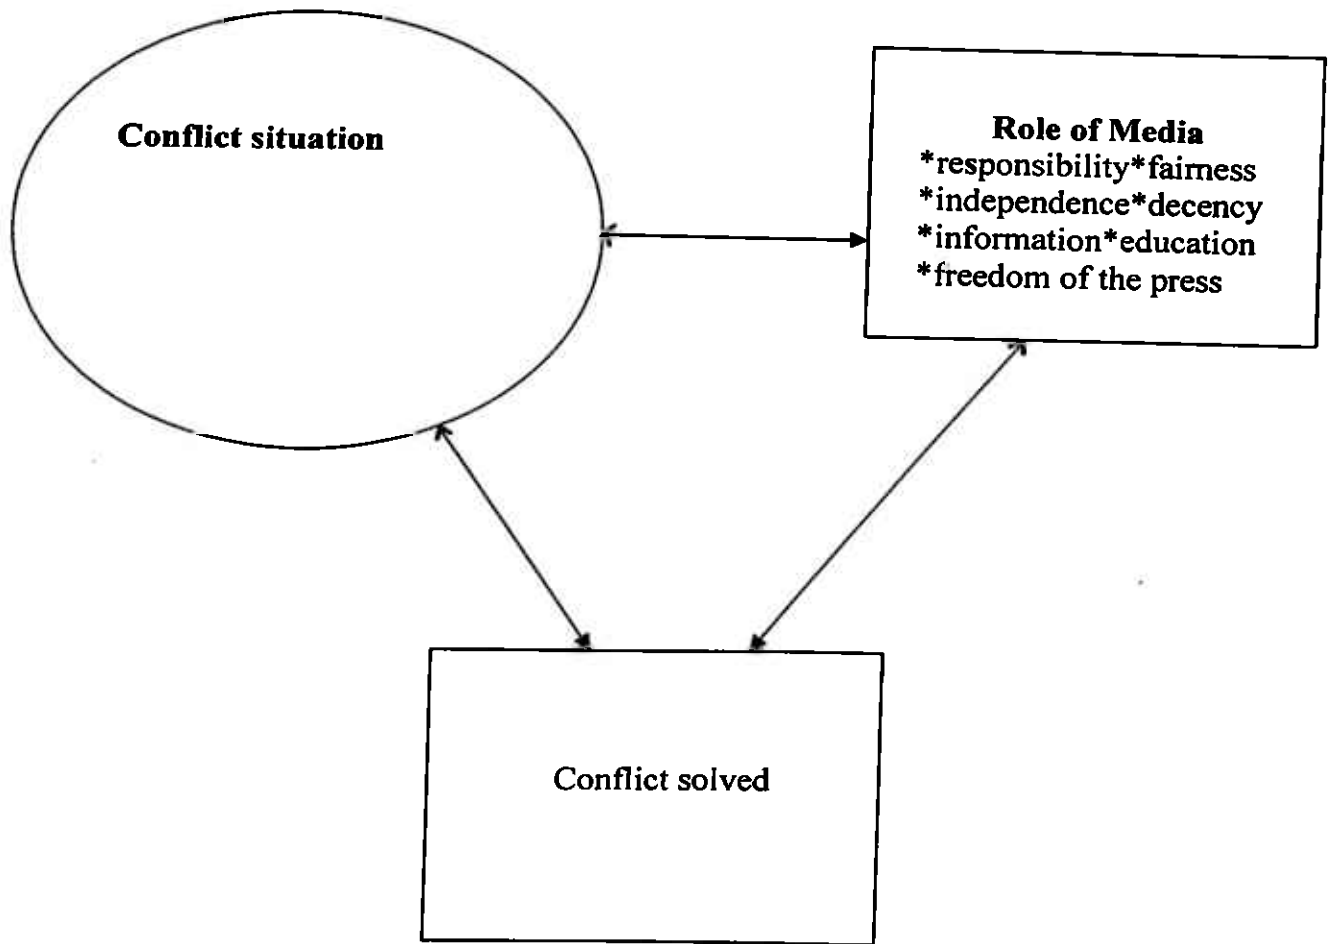 Conflict situation
Role of Media
*responsibility*fairness
*independence*decency
*information*education
*freedom of the press
Conflict solved